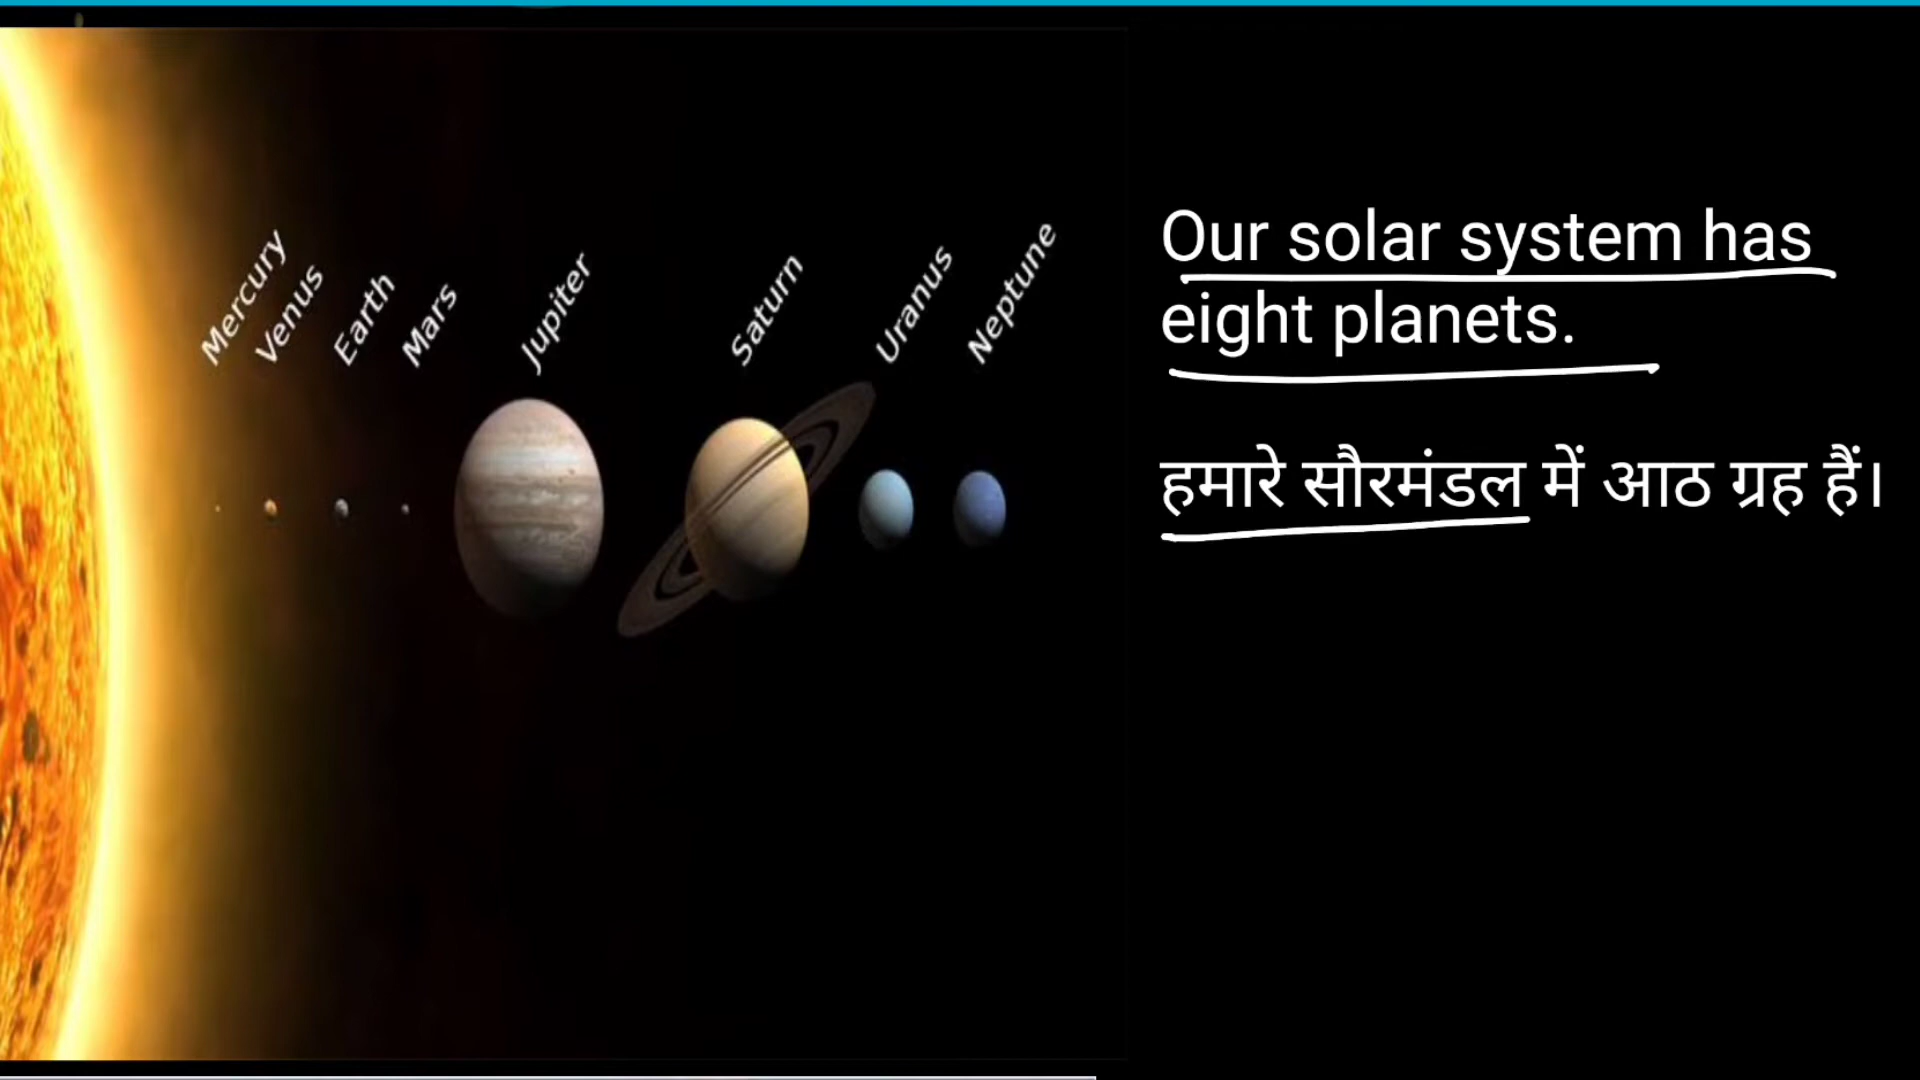 Mercury
Venus
Earth
Mars
Jupiter
Saturn
Uranus
Neptune
Our solar system has
eight planets.
हमारे सौरमंडल में आठ ग्रह हैं।